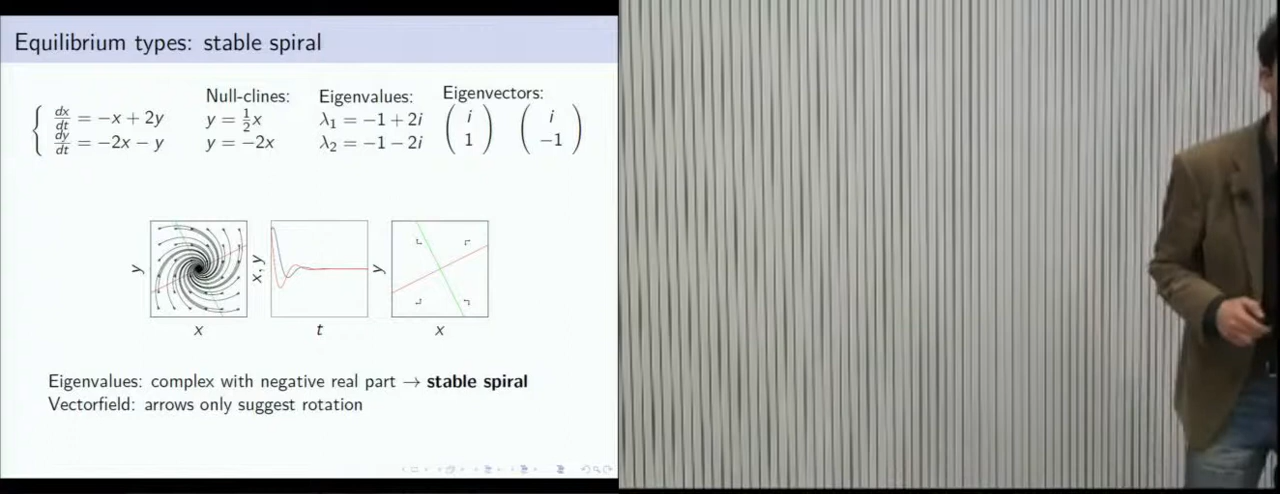 Equilibrium types: stable spiral
Null-clines: Eigenvalues: Eigenvectors:
dx/dt = −x + 2y y = 1/2x λ1 = −1 + 2i ( i 1 ) ( i −1 )
dy/dt = −2x − y y = −2x λ2 = −1 − 2i
y x, y y
x t x
Eigenvalues: complex with negative real part → stable spiral
Vectorfield: arrows only suggest rotation